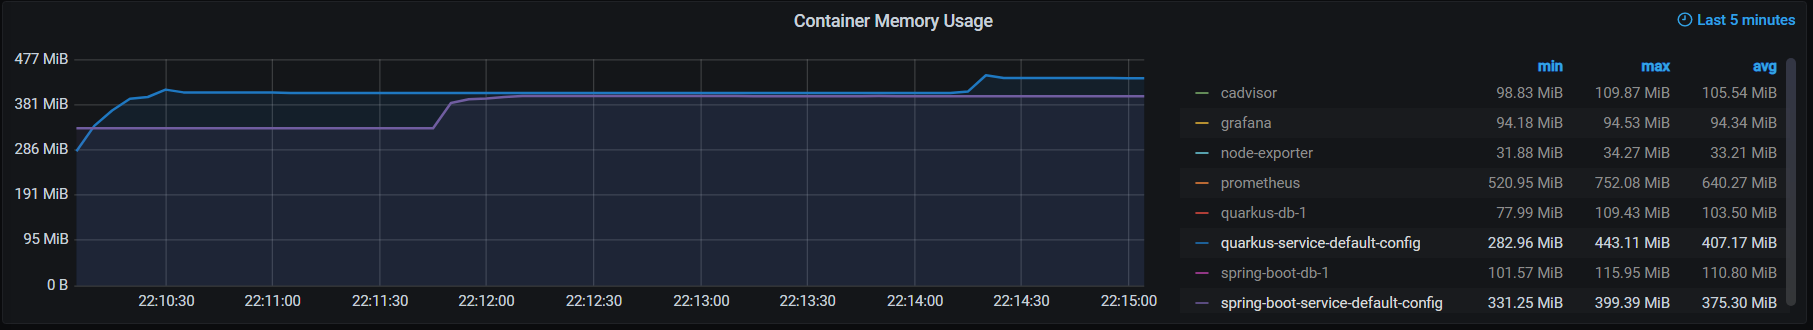 Container Memory Usage
Last 5 minutes
477 MiB
381 MiB
286 MiB
191 MiB
95 MiB
0 B
22:10:30 22:11:00 22:11:30 22:12:00 22:12:30 22:13:00 22:13:30 22:14:00 22:14:30 22:15:00
min max avg
cadvisor 98.83 MiB 109.87 MiB 105.54 MiB
grafana 94.18 MiB 94.53 MiB 94.34 MiB
node-exporter 31.88 MiB 34.27 MiB 33.21 MiB
prometheus 520.95 MiB 752.08 MiB 640.27 MiB
quarkus-db-1 77.99 MiB 109.43 MiB 103.50 MiB
quarkus-service-default-config 282.96 MiB 443.11 MiB 407.17 MiB
spring-boot-db-1 101.57 MiB 115.95 MiB 110.80 MiB
spring-boot-service-default-config 331.25 MiB 399.39 MiB 375.30 MiB